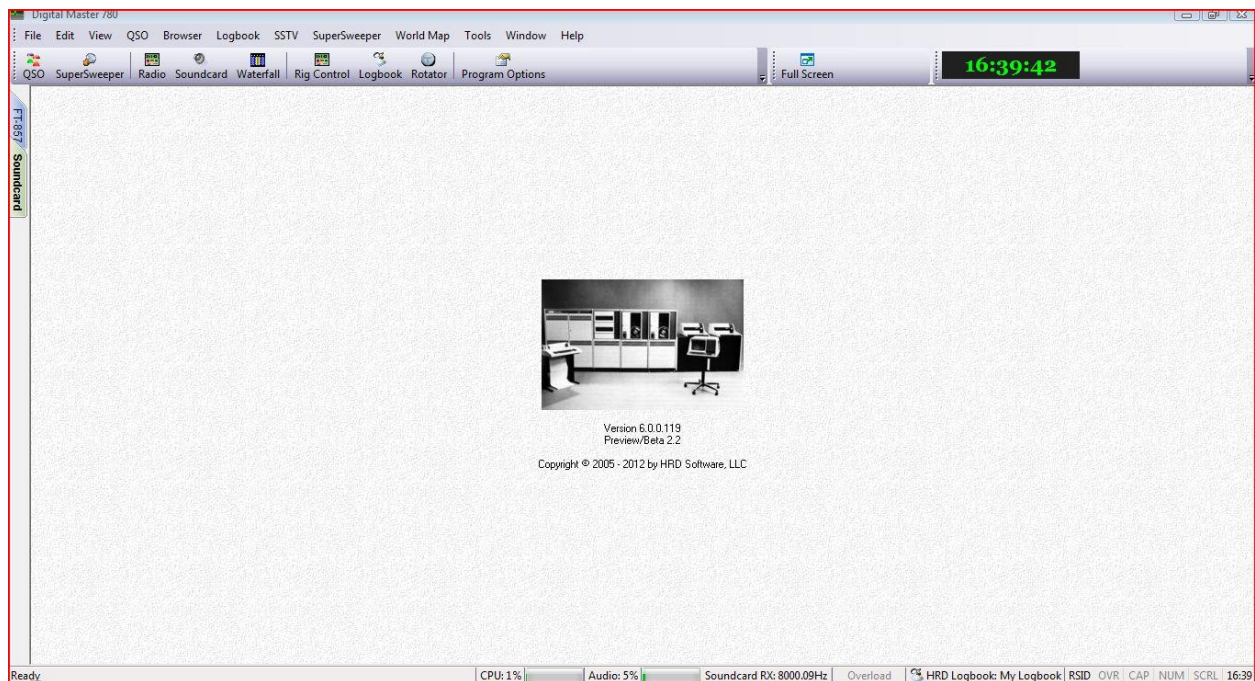 Digital Master 780
File Edit View QSO Browser Logbook SSTV SuperSweeper World Map Tools Window Help
QSO SuperSweeper Radio Soundcard Waterfall Rig Control Logbook Rotator Program Options Full Screen 16:39:42
FT-857
Soundcard
Version 6.0.0.119
Preview/Beta 2.2
Copyright © 2005 - 2012 by HRD Software, LLC
Ready CPU: 1% Audio: 5% Soundcard RX: 8000.09Hz Overload HRD Logbook: My Logbook RSID OVR CAP NUM SCRL 16:39